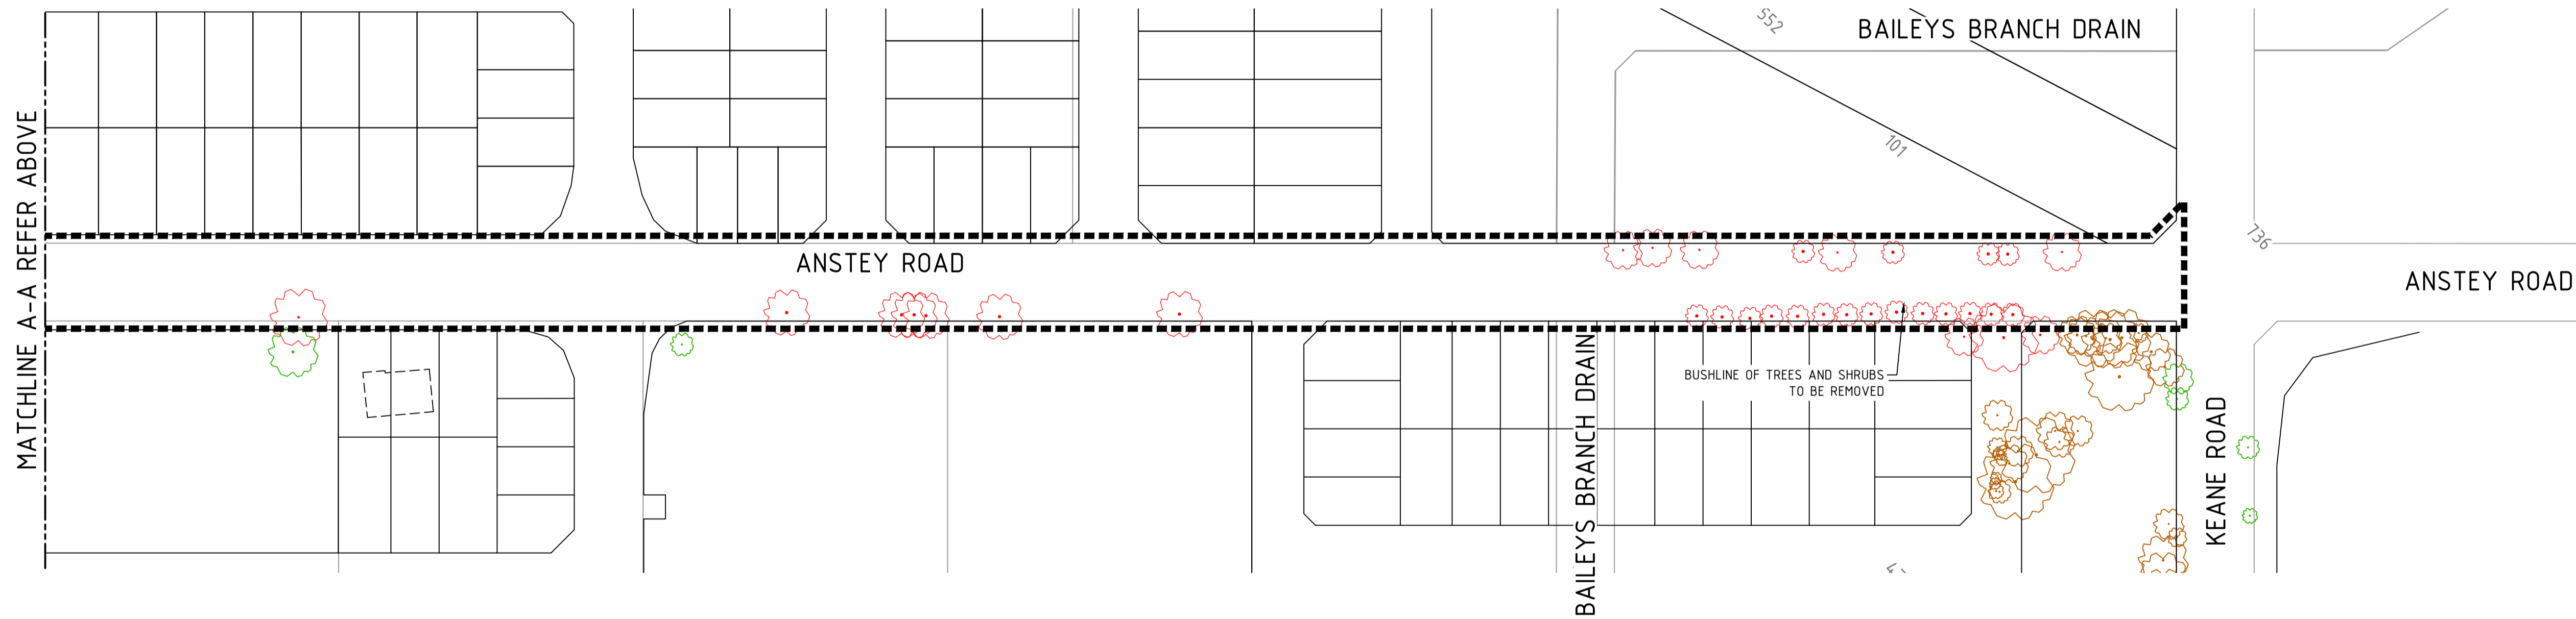 552
BAILEYS BRANCH DRAIN
101
MATCHLINE A-A REFER ABOVE
ANSTEY ROAD
736
ANSTEY ROAD
BUSHLINE OF TREES AND SHRUBS
TO BE REMOVED
BAILEYS BRANCH DRAIN
KEANE ROAD